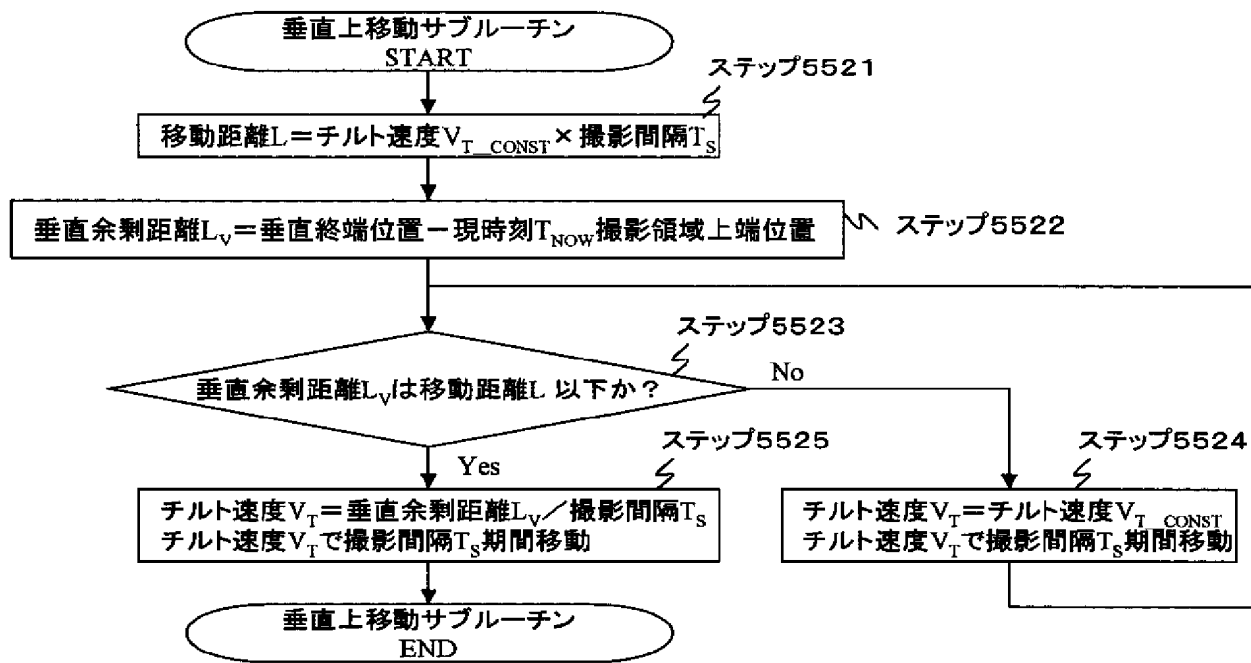 垂直上移動サブルーチン
START
ステップ5521
移動距離L=チルト速度V_T_CONST×撮影間隔T_S
垂直余剰距離L_V=垂直終端位置-現時刻T_NOW撮影領域上端位置
ステップ5522
ステップ5523
垂直余剰距離L_Vは移動距離L 以下か?
No
Yes
ステップ5525
チルト速度V_T=垂直余剰距離L_V/撮影間隔T_S
チルト速度V_Tで撮影間隔T_S期間移動
ステップ5524
チルト速度V_T=チルト速度V_T_CONST
チルト速度V_Tで撮影間隔T_S期間移動
垂直上移動サブルーチン
END